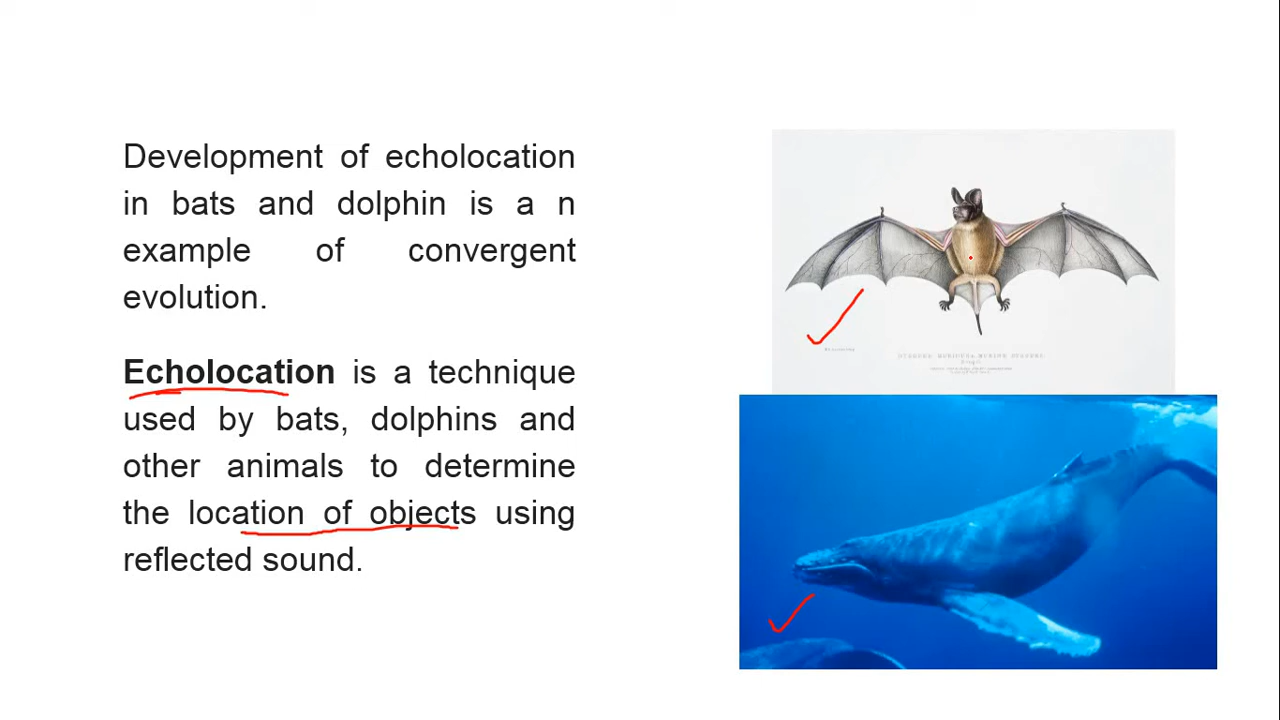 Development of echolocation
in bats and dolphin is a n
example of convergent
evolution.
Echolocation is a technique
used by bats, dolphins and
other animals to determine
the location of objects using
reflected sound.